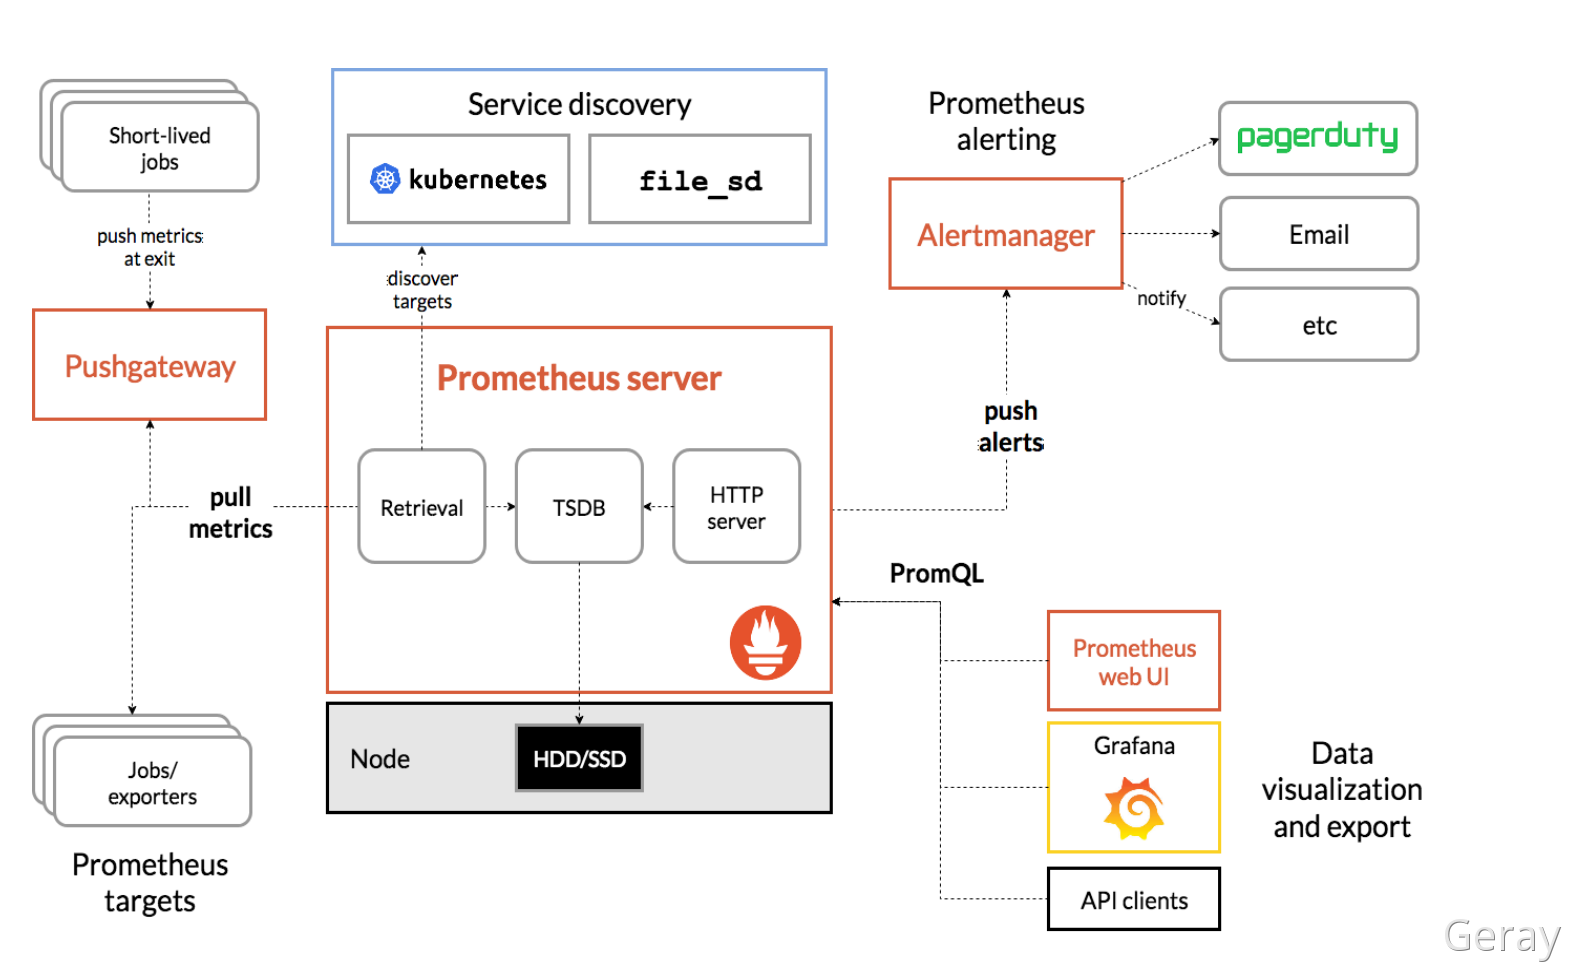 Short-lived
jobs
push metrics
at exit
Pushgateway
pull
metrics
Jobs/
exporters
Prometheus
targets
Service discovery
kubernetes
file_sd
discover
targets
Prometheus server
Retrieval
TSDB
HTTP
server
Node
HDD/SSD
Prometheus
alerting
Alertmanager
pagerduty
Email
notify
etc
push
alerts
PromQL
Prometheus
web UI
Grafana
API clients
Data
visualization
and export
Geray